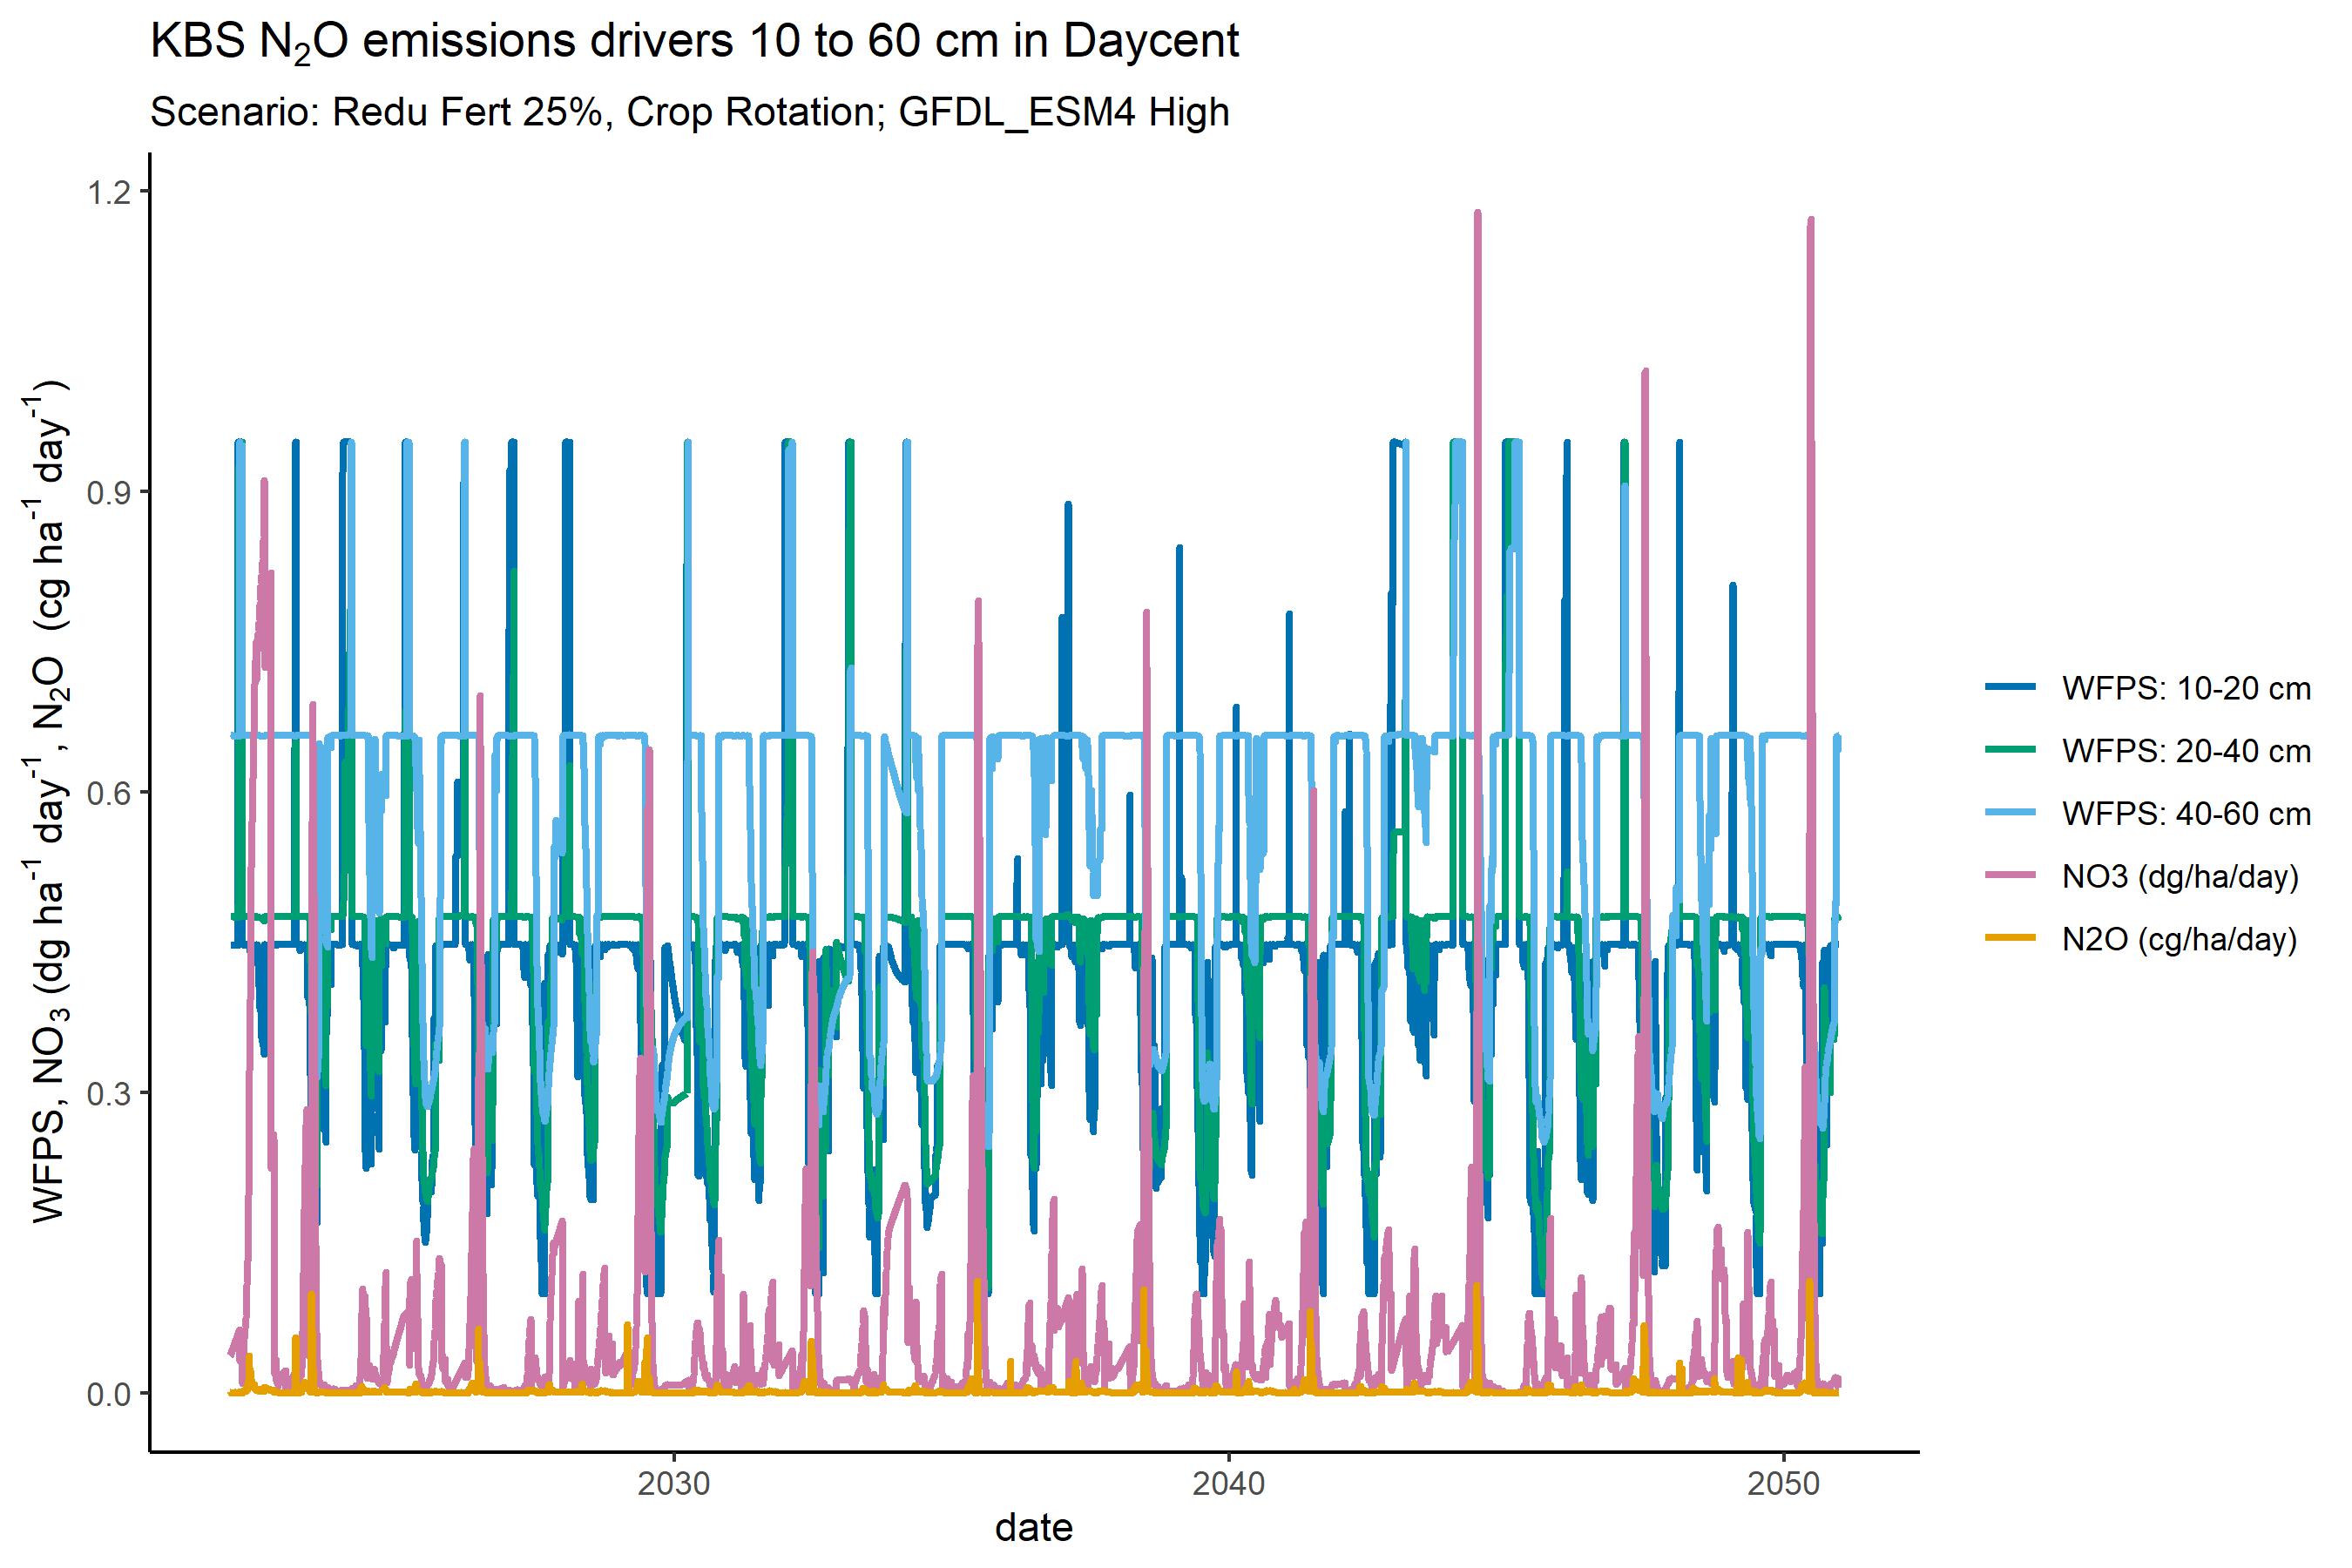 KBS N₂O emissions drivers 10 to 60 cm in Daycent
Scenario: Redu Fert 25%, Crop Rotation; GFDL_ESM4 High
WFPS, NO₃ (dg ha⁻¹ day⁻¹, N₂O (cg ha⁻¹ day⁻¹)
1.2
0.9
0.6
0.3
0.0
2030
2040
2050
date
WFPS: 10-20 cm
WFPS: 20-40 cm
WFPS: 40-60 cm
NO3 (dg/ha/day)
N2O (cg/ha/day)